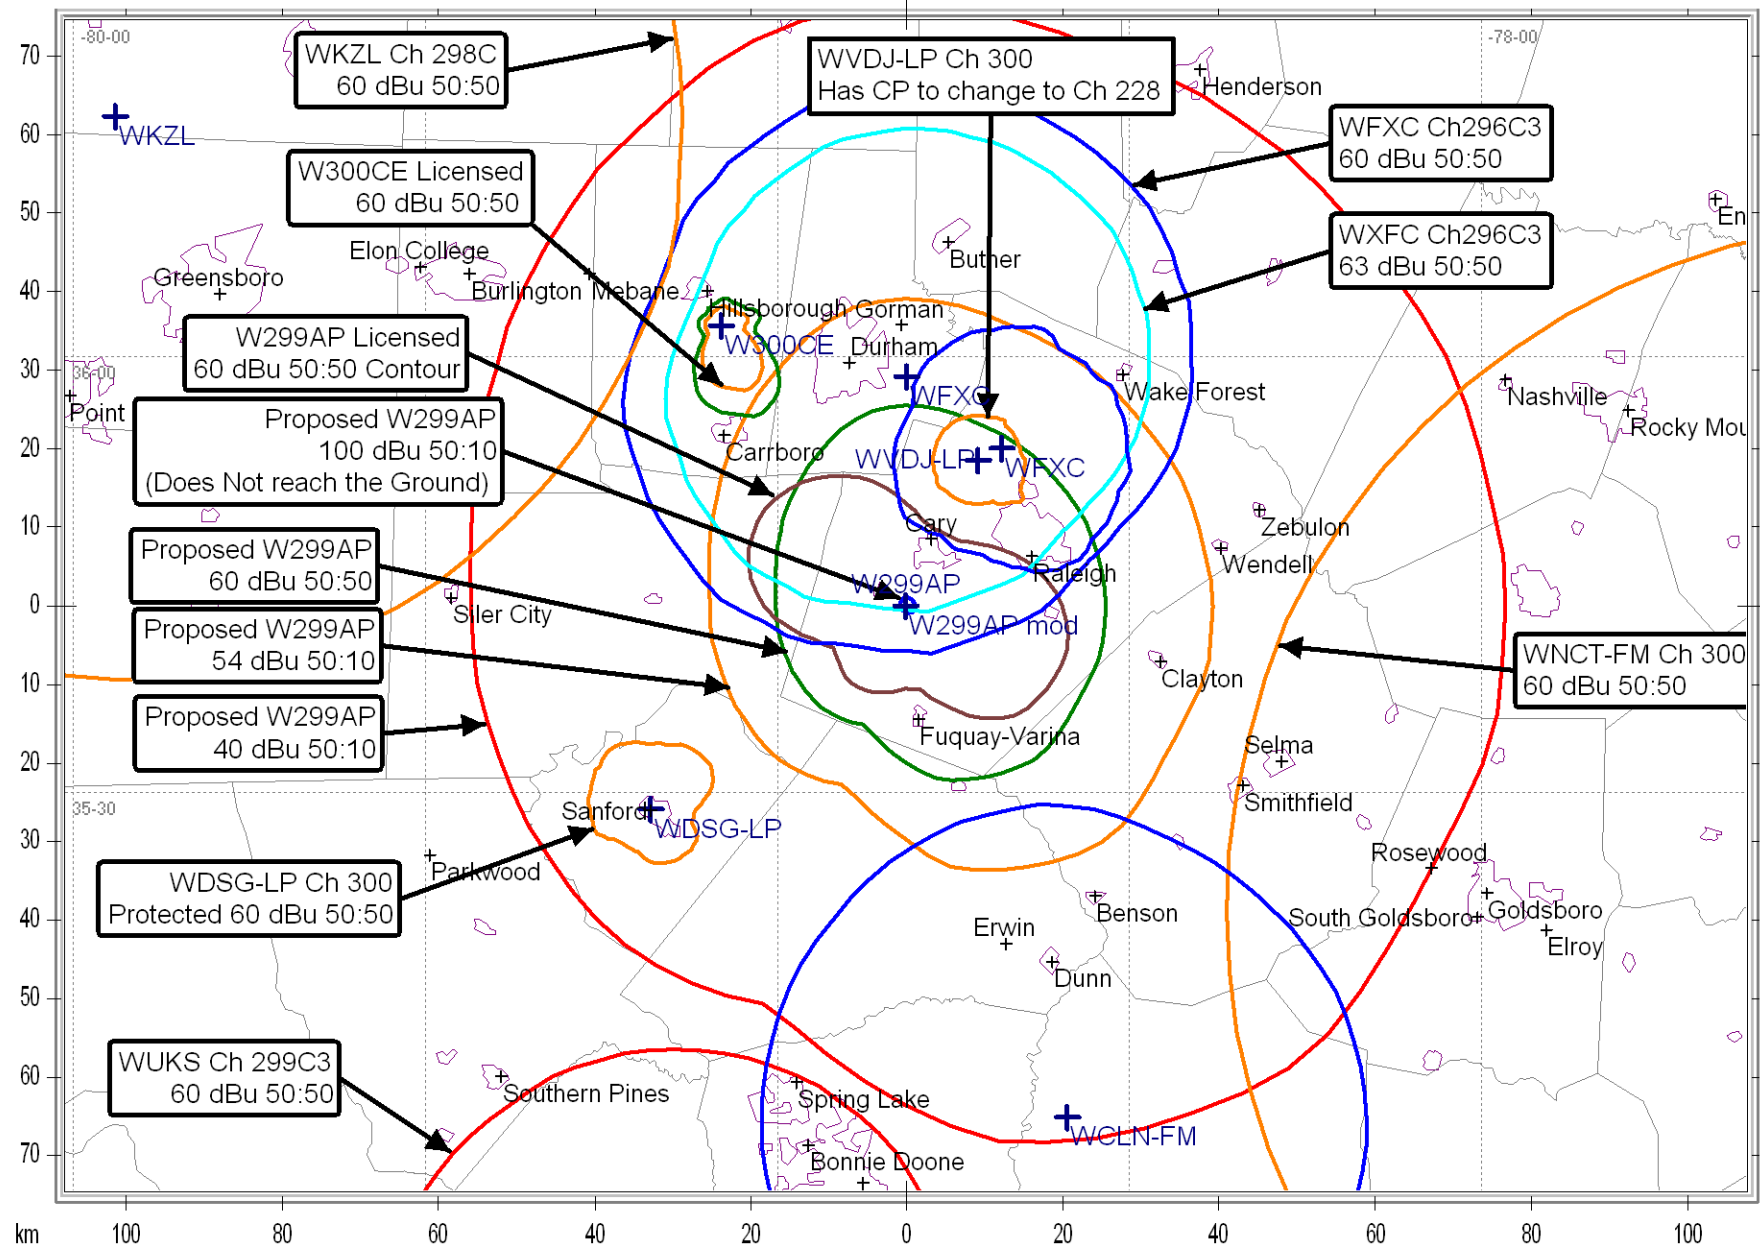 -80-00
-78-00
WKZL Ch 298C
60 dBu 50:50
WVDJ-LP Ch 300
Has CP to change to Ch 228
Henderson
WKZL
WFXC Ch296C3
60 dBu 50:50
W300CE Licensed
60 dBu 50:50
WXFC Ch296C3
63 dBu 50:50
En
Elon College
Greensboro
Burlington Mebane
Buther
Hillsborough Gorman
W300CE
Durham
W299AP Licensed
60 dBu 50:50 Contour
36-00
Point
WFXC
Wake Forest
Nashville
Rocky Mou
Proposed W299AP
100 dBu 50:10
(Does Not reach the Ground)
Carrboro
WVDJ-LP
WFXC
Cary
Zebulon
Wendell
Raleigh
Proposed W299AP
60 dBu 50:50
W299AP
W299AP mod
Siler City
Proposed W299AP
54 dBu 50:10
WNCT-FM Ch 300
60 dBu 50:50
Clayton
Proposed W299AP
40 dBu 50:10
Fuquay-Varina
Selma
Smithfield
35-30
Sanford
WDSG-LP
Parkwood
Rosewood
WDSG-LP Ch 300
Protected 60 dBu 50:50
Benson
Erwin
South Goldsboro
Goldsboro
Elroy
Dunn
WUKS Ch 299C3
60 dBu 50:50
Southern Pines
Spring Lake
WCLN-FM
Bonnie Doone
70
60
50
40
30
20
10
0
10
20
30
40
50
60
70
km
100
80
60
40
20
0
20
40
60
80
100